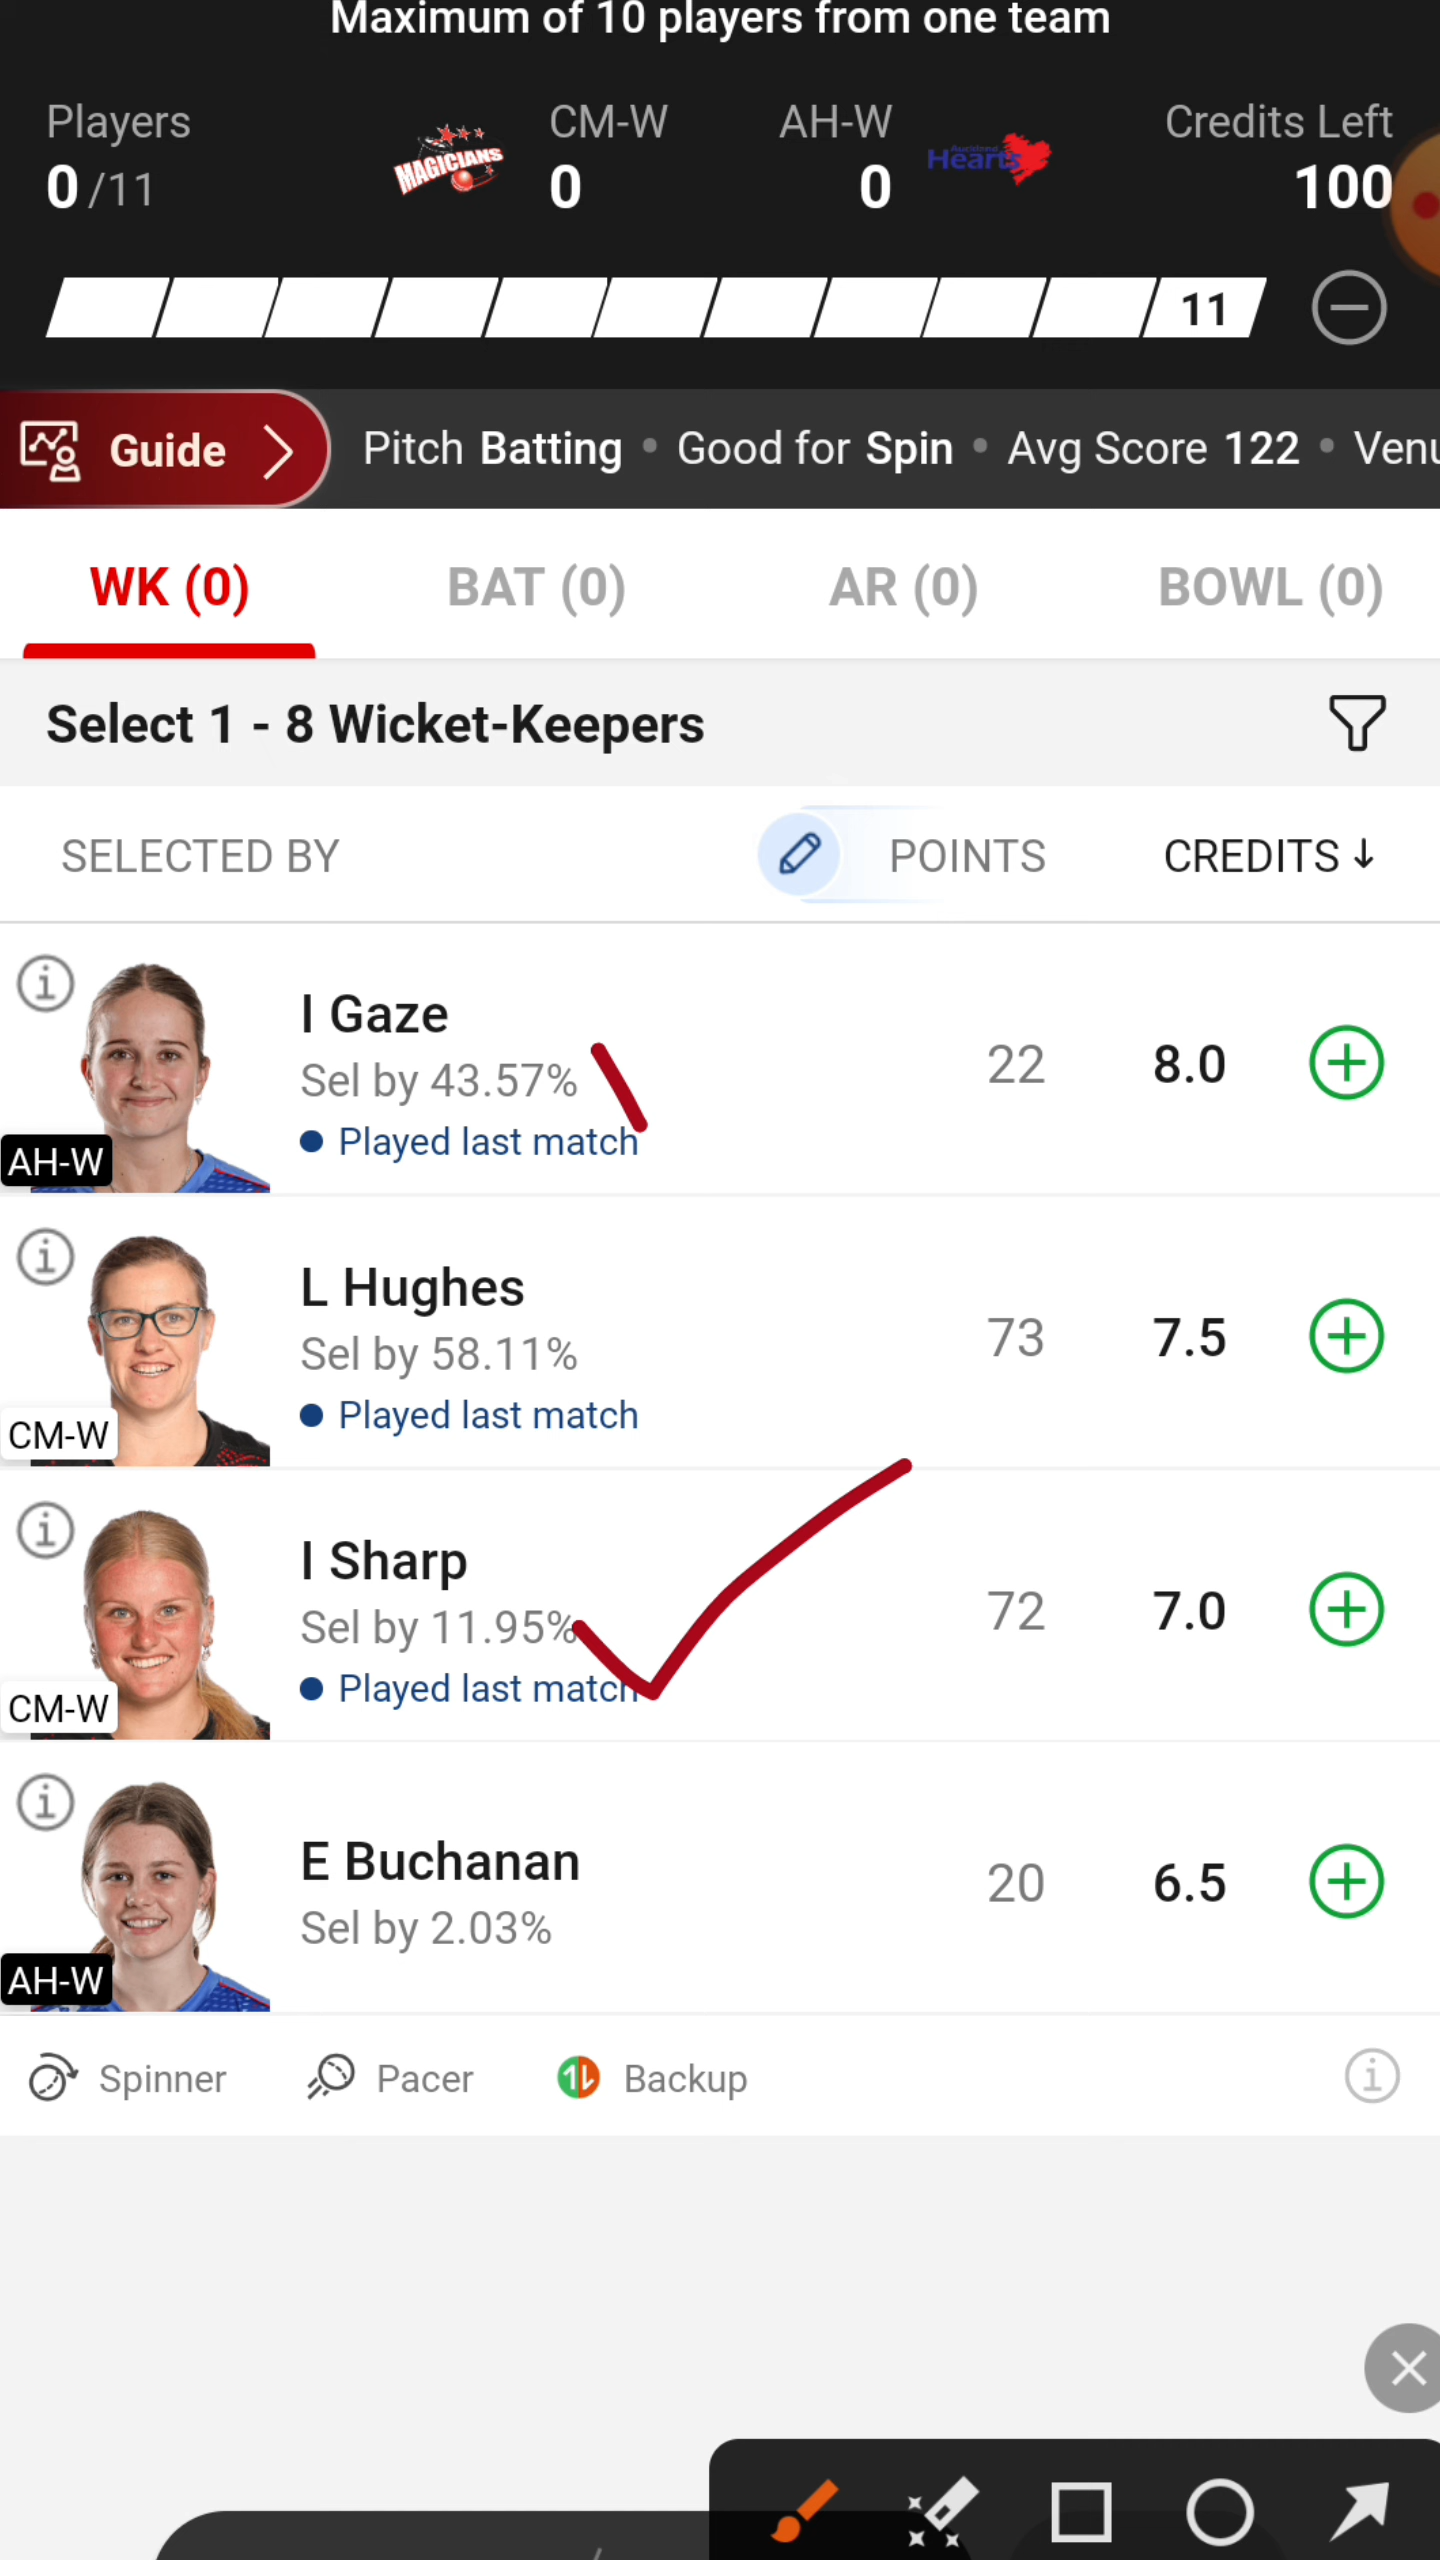 Maximum of 10 players from one team
Players CM-W AH-W Credits Left
0/11 MAGICIANS 0 0 Auckland Hearts 100
11
Guide Pitch Batting • Good for Spin • Avg Score 122 • Venu
WK (0) BAT (0) AR (0) BOWL (0)
Select 1 - 8 Wicket-Keepers
SELECTED BY POINTS CREDITS ↓
I Gaze
Sel by 43.57% 22 8.0
• Played last match
AH-W
L Hughes
Sel by 58.11% 73 7.5
• Played last match
CM-W
I Sharp
Sel by 11.95% 72 7.0
• Played last match
CM-W
E Buchanan
Sel by 2.03% 20 6.5
AH-W
Spinner Pacer Backup